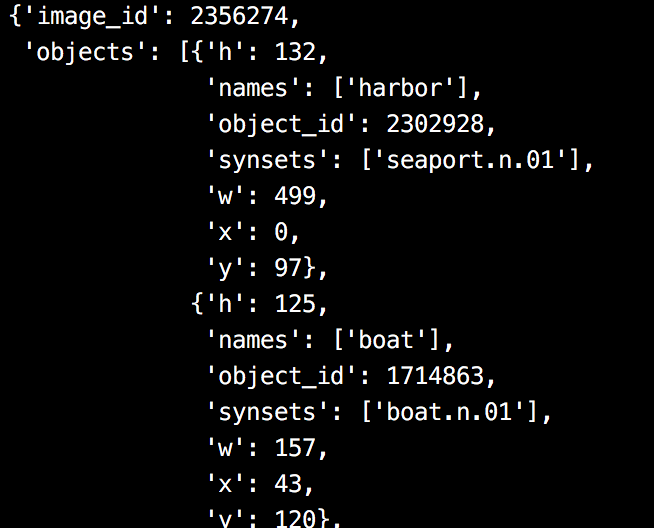 {'image_id': 2356274,
'objects': [{'h': 132,
'names': ['harbor'],
'object_id': 2302928,
'synsets': ['seaport.n.01'],
'w': 499,
'x': 0,
'y': 97},
{'h': 125,
'names': ['boat'],
'object_id': 1714863,
'synsets': ['boat.n.01'],
'w': 157,
'x': 43,
'y': 120},